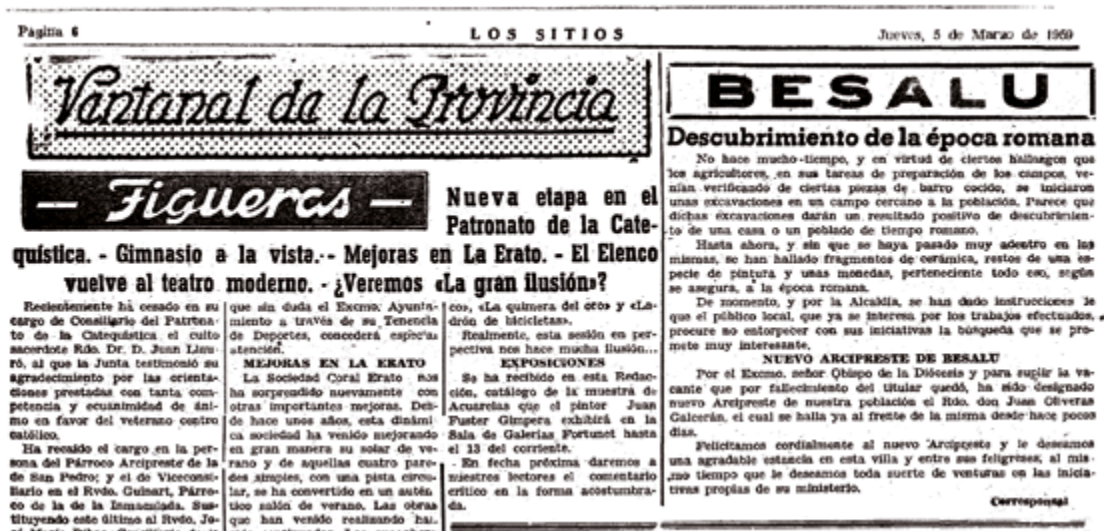 Página 6
LOS SITIOS
Jueves, 5 de Marzo de 1959
Ventanal de la Provincia
— Figueras —
Nueva etapa en el
Patronato de la Cate-
quística. - Gimnasio a la vista. - Mejoras en La Erato. - El Elenco
vuelve al teatro moderno. - ¿Veremos «La gran ilusión»?
Recientemente ha cesado en su
cargo de Consiliario del Patrona-
to de la Catequística el culto
sacerdote Rdo. Dr. D. Juan Llau-
ró, al que la Junta testimonió su
agradecimiento por las orienta-
ciones prestadas con tanta com-
petencia y ecuanimidad de áni-
mo en favor del veterano centro
católico.
Ha recaído el cargo en la per-
sona del Párroco Arcipreste de la
de San Pedro; y el de Viceconsi-
liario en el Rvdo. Guinart, Párro-
co de la de la Inmaculada. Sus-
tituyendo este último al Rvdo. Jo-
que sin duda el Excmo. Ayunta-
miento a través de su Tenencia
de Deportes, concederá especial
atención.
MEJORAS EN LA ERATO
La Sociedad Coral Erato nos
ha sorprendido nuevamente con
otras importantes mejoras. Des-
de hace unos años, esta dinámi-
ca sociedad ha venido mejorando
en gran manera su solar de ve-
rano y de aquellas cuatro pare-
des simples, con una pista circu-
lar, se ha convertido en un autén-
tico salón de verano. Las obras
que han venido realizando ha
co», «La quimera del oro» y «La-
drón de bicicletas».
Realmente, esta sesión en pers-
pectiva nos hace mucha ilusión...
EXPOSICIONES
Se ha recibido en esta Redac-
ción, catálogo de la muestra de
Acuarelas que el pintor Juan
Fuster Gimpera exhibirá en la
Sala de Galerías Fortunet hasta
el 13 del corriente.
En fecha próxima daremos a
nuestros lectores el comentario
crítico en la forma acostumbra-
da.
BESALU
Descubrimiento de la época romana
No hace mucho tiempo, y en virtud de ciertos hallazgos que
los agricultores, en sus tareas de preparación de los campos, ve-
nían verificando de ciertas piezas de barro cocido, se iniciaron
unas excavaciones en un campo cercano a la población. Parece que
dichas excavaciones darán un resultado positivo de descubrimien-
to de una casa o un poblado de tiempo romano.
Hasta ahora, y sin que se haya pasado muy adentro en las
mismas, se han hallado fragmentos de cerámica, restos de una es-
pecie de pintura y unas monedas, perteneciente todo eso, según
se asegura, a la época romana.
De momento, y por la Alcaldía, se han dado instrucciones de
que el público local, que ya se interesa por los trabajos efectuados,
procure no entorpecer con sus iniciativas la búsqueda que se pro-
mete muy interesante.
NUEVO ARCIPRESTE DE BESALU
Por el Excmo. señor Obispo de la Diócesis y para suplir la va-
cante que por fallecimiento del titular quedó, ha sido designado
nuevo Arcipreste de nuestra población el Rdo. don Juan Oliveras
Galcerán, el cual se halla ya al frente de la misma desde hace pocos
días.
Felicitamos cordialmente al nuevo Arcipreste y le deseamos
una agradable estancia en esta villa y entre sus feligreses, al mis-
mo tiempo que le deseamos toda suerte de venturas en las inicia-
tivas propias de su ministerio.
Corresponsal